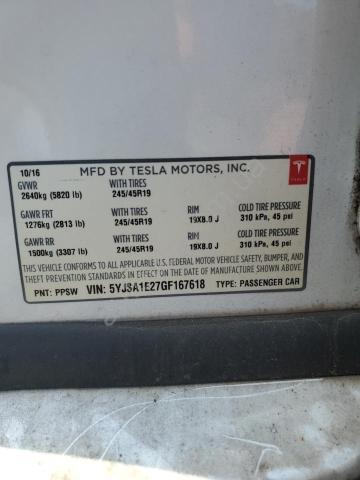 10/16 MFD BY TESLA MOTORS, INC.
GVWR WITH TIRES
2640kg (5820 lb) 245/45R19
TESLA
GAWR FRT WITH TIRES RIM COLD TIRE PRESSURE
1276kg (2813 lb) 245/45R19 19X8.0 J 310 kPa, 45 psi
GAWR RR WITH TIRES RIM COLD TIRE PRESSURE
1500kg (3307 lb) 245/45R19 19X8.0 J 310 kPa, 45 psi
THIS VEHICLE CONFORMS TO ALL APPLICABLE U.S. FEDERAL MOTOR VEHICLE SAFETY, BUMPER, AND
THEFT PREVENTION STANDARDS IN EFFECT ON THE DATE OF MANUFACTURE SHOWN ABOVE.
PNT: PPSW VIN: 5YJSA1E27GF167618 TYPE: PASSENGER CAR